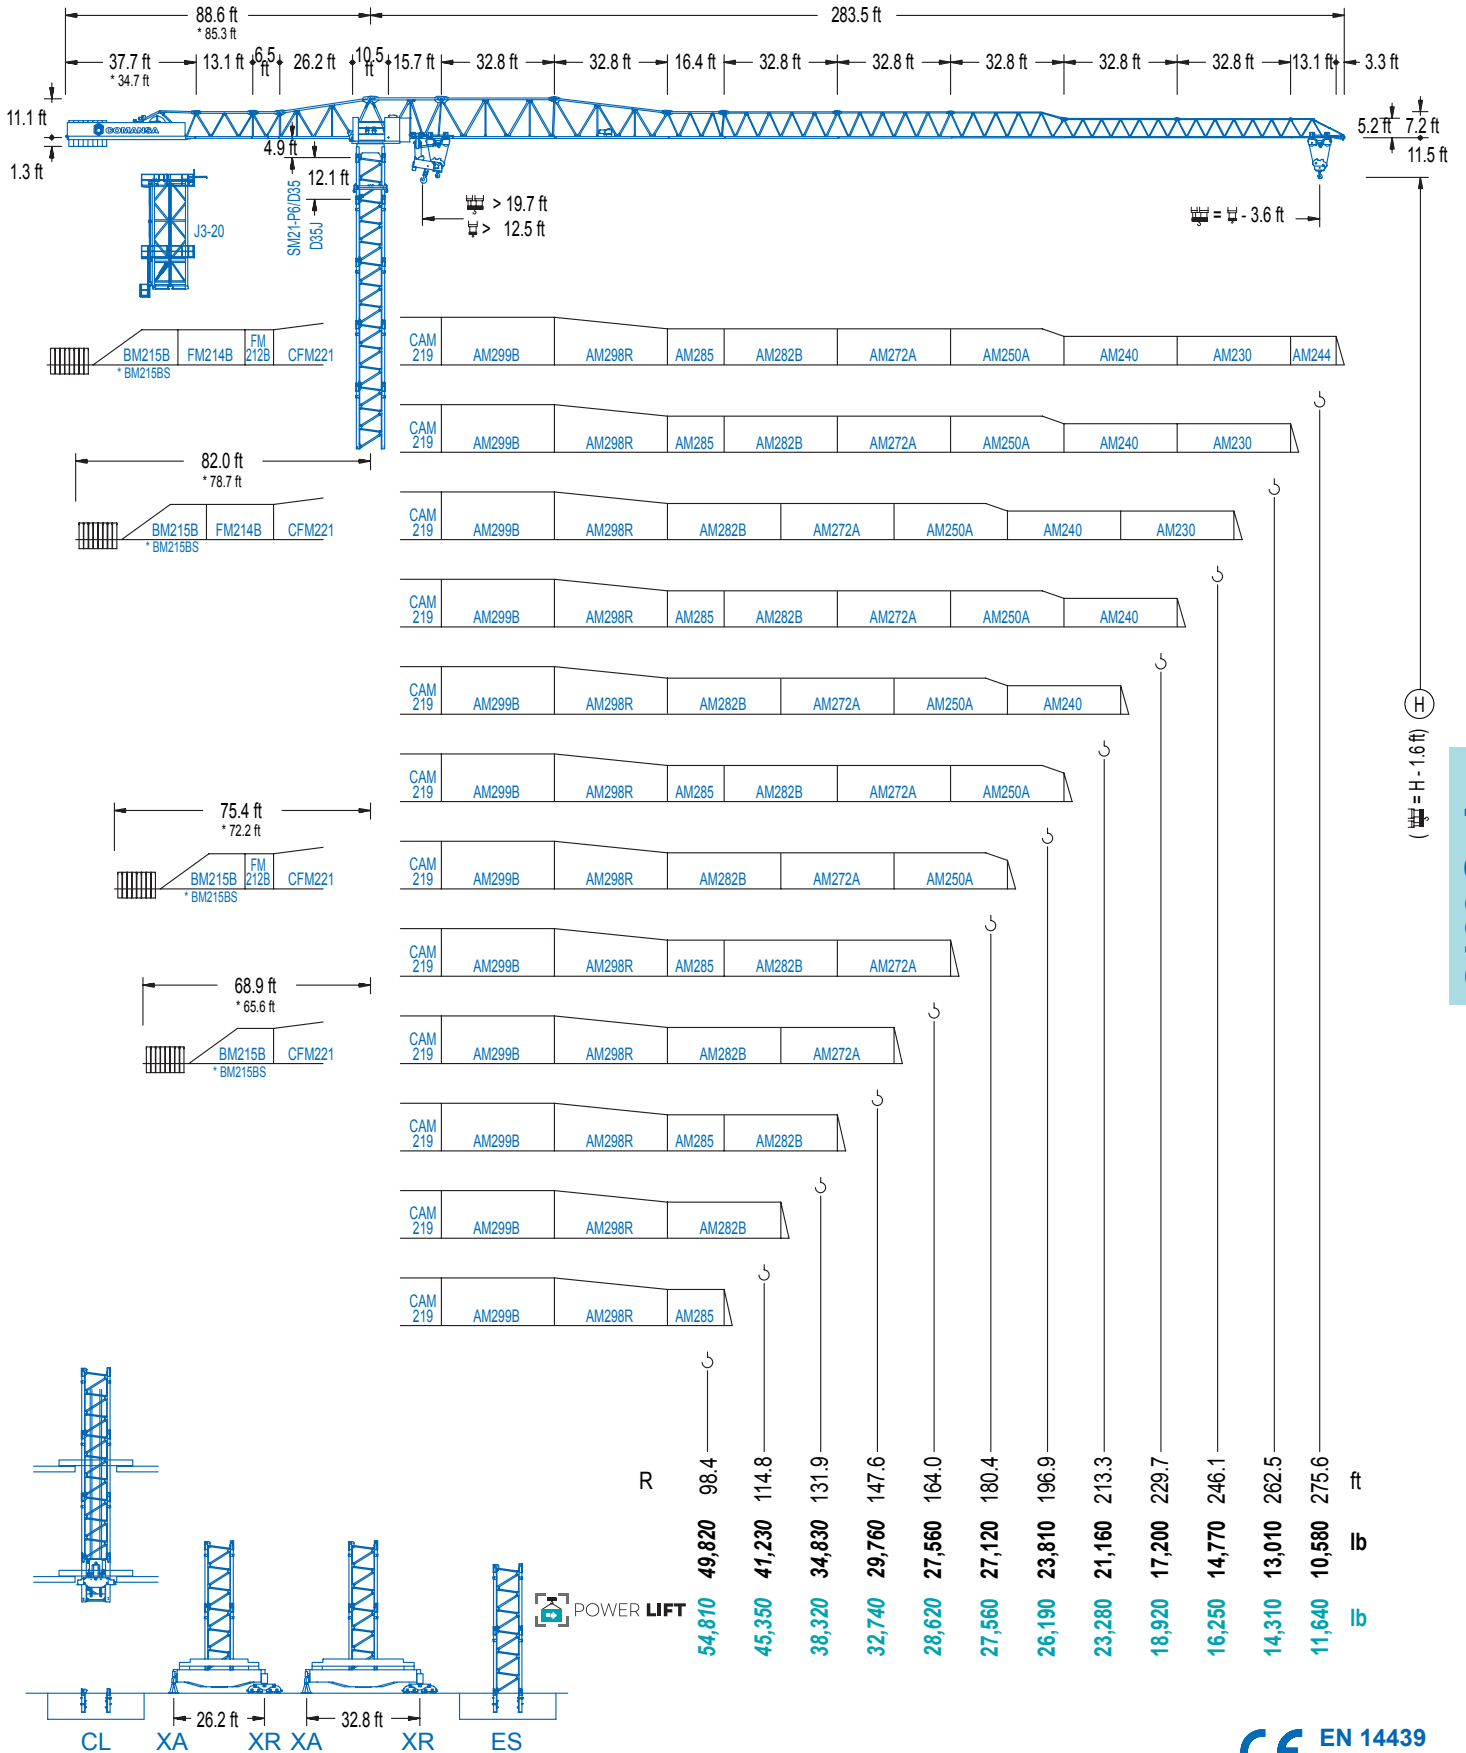 88.6 ft 283.5 ft
* 85.3 ft
37.7 ft 13.1 ft 6.5 ft 26.2 ft 10.5 ft 15.7 ft 32.8 ft 32.8 ft 16.4 ft 32.8 ft 32.8 ft 32.8 ft 32.8 ft 32.8 ft 13.1 ft 3.3 ft
* 34.7 ft
11.1 ft
COMANSA
5.2 ft 7.2 ft
4.9 ft
11.5 ft
1.3 ft
12.1 ft
SM21-P6/D35
D35J
J3-20
> 19.7 ft
> 12.5 ft
= - 3.6 ft
BM215B FM214B FM 212B CFM221
* BM215BS
CAM 219 AM299B AM298R AM285 AM282B AM272A AM250A AM240 AM230 AM244
CAM 219 AM299B AM298R AM285 AM282B AM272A AM250A AM240 AM230
82.0 ft
* 78.7 ft
BM215B FM214B CFM221
* BM215BS
CAM 219 AM299B AM298R AM282B AM272A AM250A AM240 AM230
CAM 219 AM299B AM298R AM285 AM282B AM272A AM250A AM240
CAM 219 AM299B AM298R AM282B AM272A AM250A AM240
H
( = H - 1.6 ft)
CAM 219 AM299B AM298R AM285 AM282B AM272A AM250A
75.4 ft
* 72.2 ft
BM215B FM 212B CFM221
* BM215BS
CAM 219 AM299B AM298R AM282B AM272A AM250A
CAM 219 AM299B AM298R AM285 AM282B AM272A
68.9 ft
* 65.6 ft
BM215B CFM221
* BM215BS
CAM 219 AM299B AM298R AM282B AM272A
CAM 219 AM299B AM298R AM285 AM282B
CAM 219 AM299B AM298R AM282B
CAM 219 AM299B AM298R AM285
R 98.4 114.8 131.9 147.6 164.0 180.4 196.9 213.3 229.7 246.1 262.5 275.6 ft
49,820 41,230 34,830 29,760 27,560 27,120 23,810 21,160 17,200 14,770 13,010 10,580 lb
POWER LIFT 54,810 45,350 38,320 32,740 28,620 27,560 26,190 23,280 18,920 16,250 14,310 11,640 lb
26.2 ft 32.8 ft
CL XA XR XA XR ES
CE EN 14439